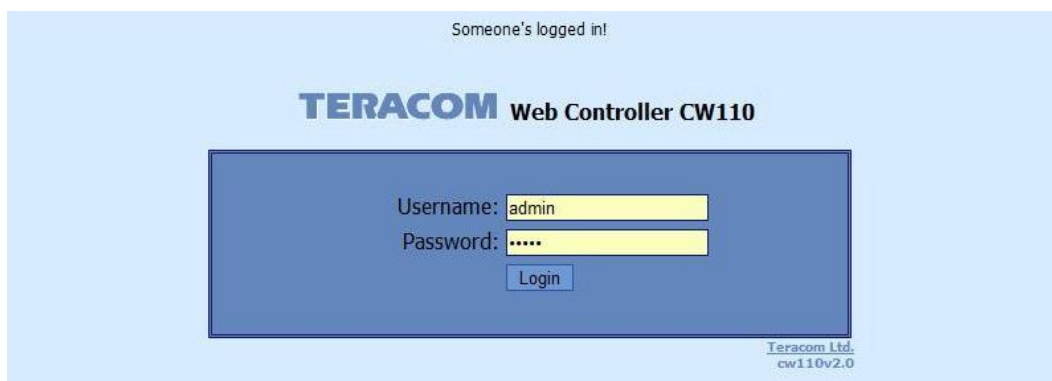 Someone's logged in!
TERACOM Web Controller CW110
Username: admin
Password: •••••
Login
Teracom Ltd.
cw110v2.0